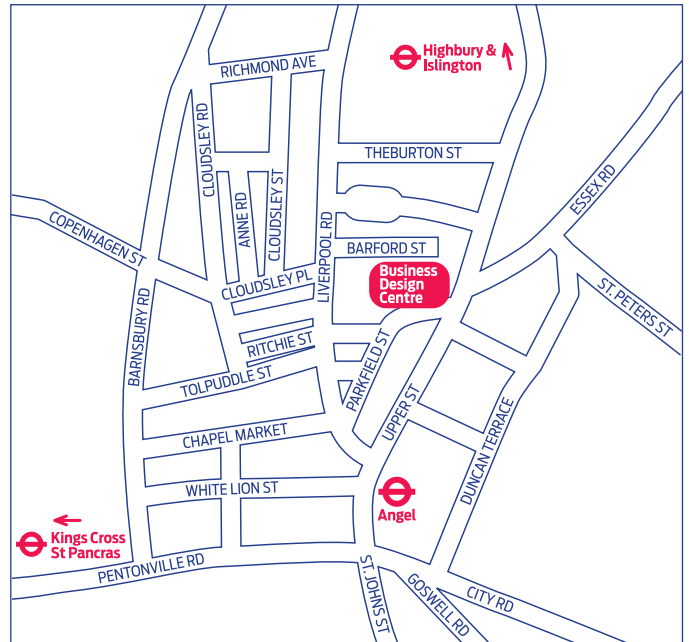 Highbury &
Islington
RICHMOND AVE
CLOUDSLEY RD
THEBURTON ST
ESSEX RD
ANNE RD
CLOUDSLEY ST
COPENHAGEN ST
LIVERPOOL RD
BARFORD ST
CLOUDSLEY PL
Business
Design
Centre
ST. PETERS ST
BARNSBURY RD
RITCHIE ST
PARKFIELD ST
TOLPUDDLE ST
UPPER ST
CHAPEL MARKET
DUNCAN TERRACE
WHITE LION ST
Angel
Kings Cross
St Pancras
PENTONVILLE RD
ST. JOHNS ST
GOSWELL RD
CITY RD